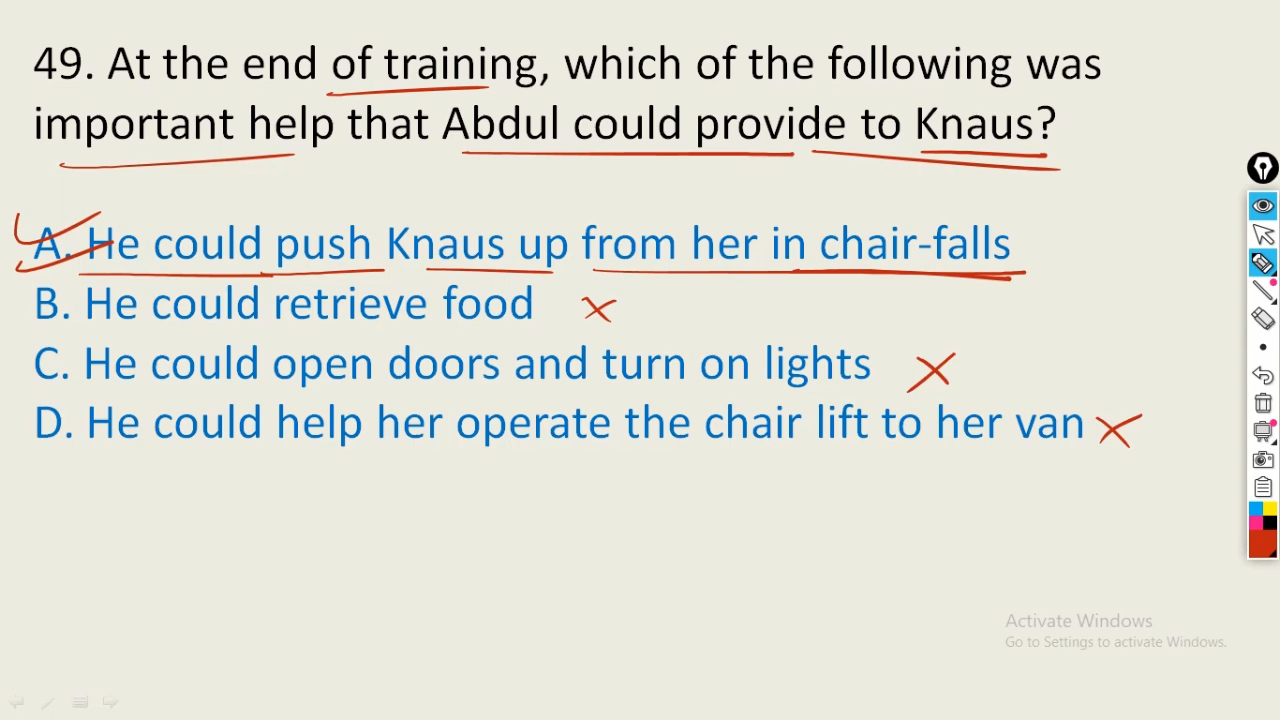 49. At the end of training, which of the following was
important help that Abdul could provide to Knaus?
A. He could push Knaus up from her in chair-falls
B. He could retrieve food
C. He could open doors and turn on lights
D. He could help her operate the chair lift to her van
Activate Windows
Go to Settings to activate Windows.